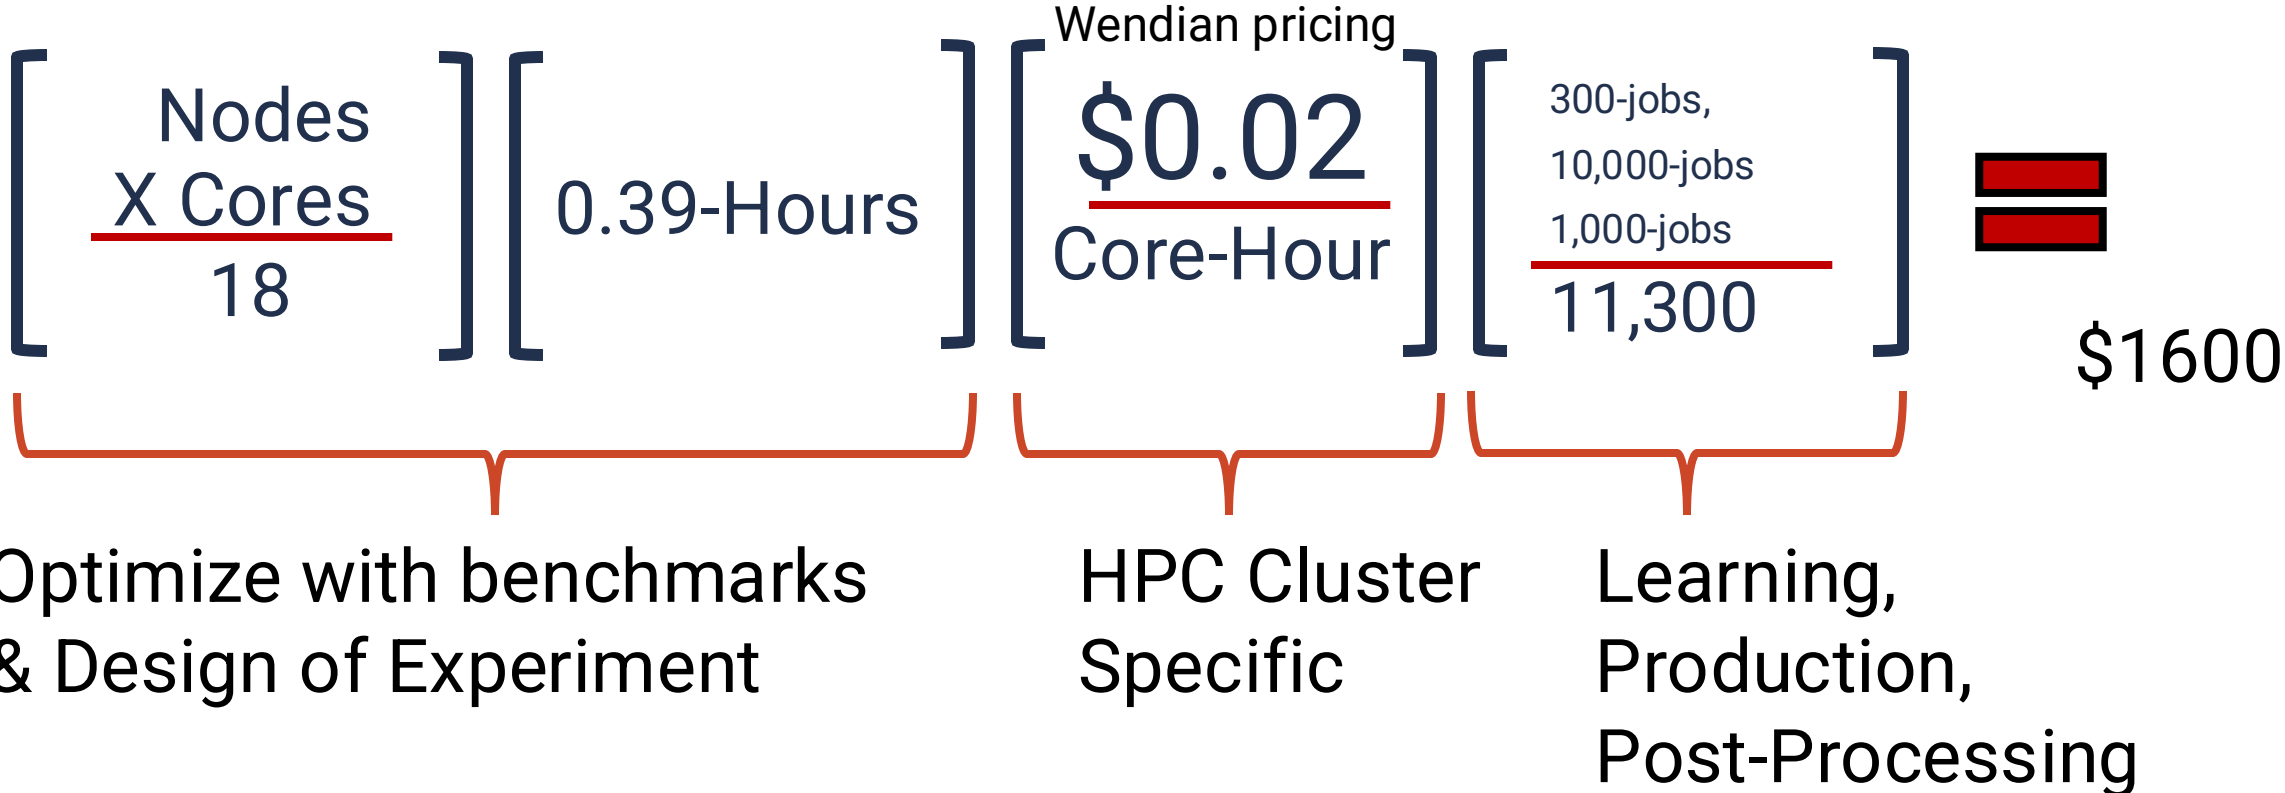 Wendian pricing
Nodes
X Cores
18
0.39-Hours
$0.02
Core-Hour
300-jobs,
10,000-jobs
1,000-jobs
11,300
$1600
Optimize with benchmarks
& Design of Experiment
HPC Cluster
Specific
Learning,
Production,
Post-Processing